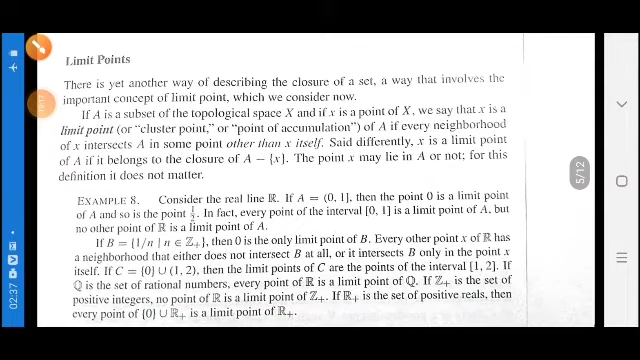 Limit Points
There is yet another way of describing the closure of a set, a way that involves the
important concept of limit point, which we consider now.
If A is a subset of the topological space X and if x is a point of X, we say that x is a
limit point (or “cluster point,” or “point of accumulation”) of A if every neighborhood
of x intersects A in some point other than x itself. Said differently, x is a limit point
of A if it belongs to the closure of A − {x}. The point x may lie in A or not; for this
definition it does not matter.
EXAMPLE 8. Consider the real line ℝ. If A = (0, 1], then the point 0 is a limit point
of A and so is the point ½. In fact, every point of the interval [0, 1] is a limit point of A, but
no other point of ℝ is a limit point of A.
If B = {1/n | n ∈ ℤ₊}, then 0 is the only limit point of B. Every other point x of ℝ has
a neighborhood that either does not intersect B at all, or it intersects B only in the point x
itself. If C = {0} ∪ (1, 2), then the limit points of C are the points of the interval [1, 2]. If
ℚ is the set of rational numbers, every point of ℝ is a limit point of ℚ. If ℤ₊ is the set of
positive integers, no point of ℝ is a limit point of ℤ₊. If ℝ₊ is the set of positive reals, then
every point of {0} ∪ ℝ₊ is a limit point of ℝ₊.
5/12
02:37